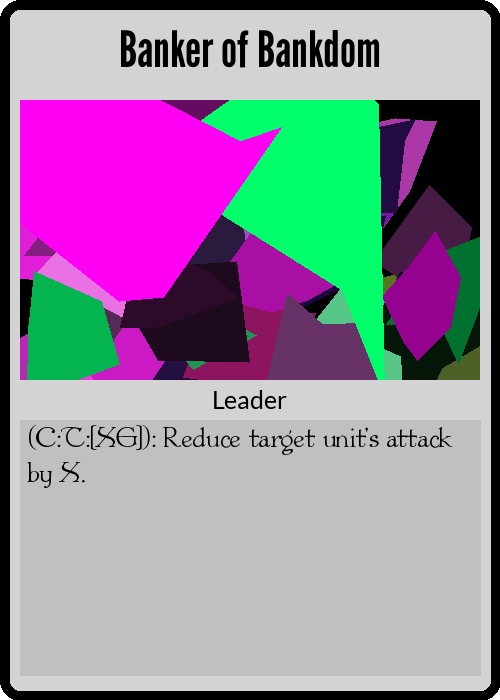 Banker of Bankdom
Leader
(C:T:[XG]): Reduce target unit's attack
by X.